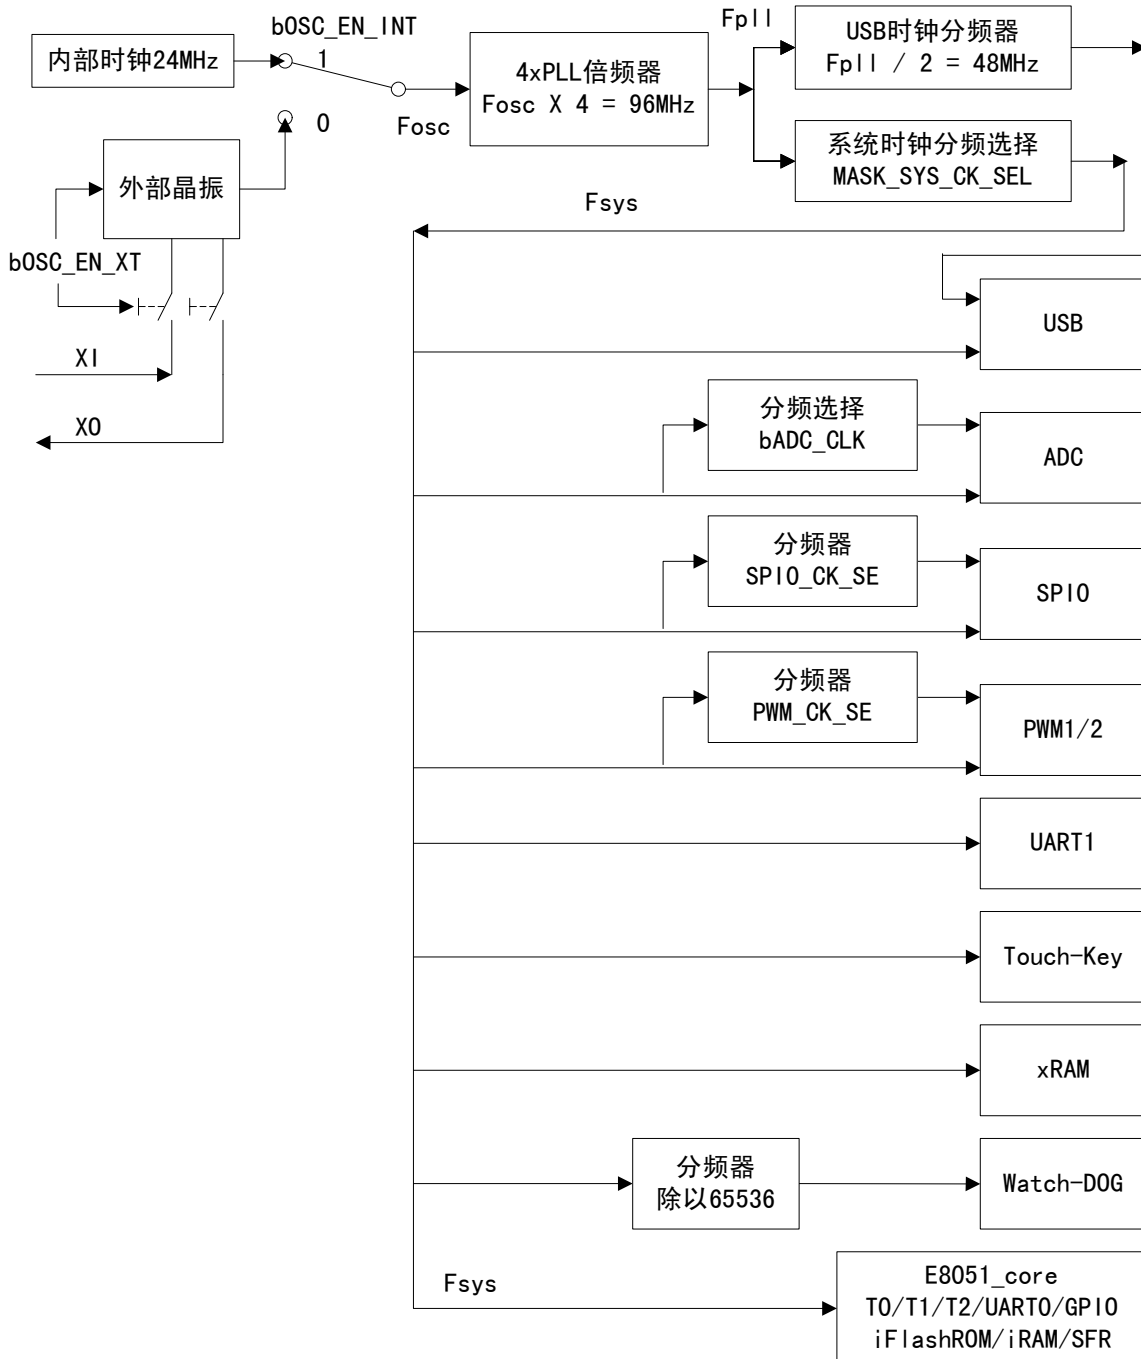 bOSC_EN_INT
内部时钟24MHz
1
0
Fosc
4xPLL倍频器
Fosc X 4 = 96MHz
Fpll
USB时钟分频器
Fpll / 2 = 48MHz
系统时钟分频选择
MASK_SYS_CK_SEL
外部晶振
bOSC_EN_XT
XI
XO
Fsys
USB
分频选择
bADC_CLK
ADC
分频器
SPI0_CK_SE
SPI0
分频器
PWM_CK_SE
PWM1/2
UART1
Touch-Key
xRAM
分频器
除以65536
Watch-DOG
Fsys
E8051_core
T0/T1/T2/UART0/GPIO
iFlashROM/iRAM/SFR